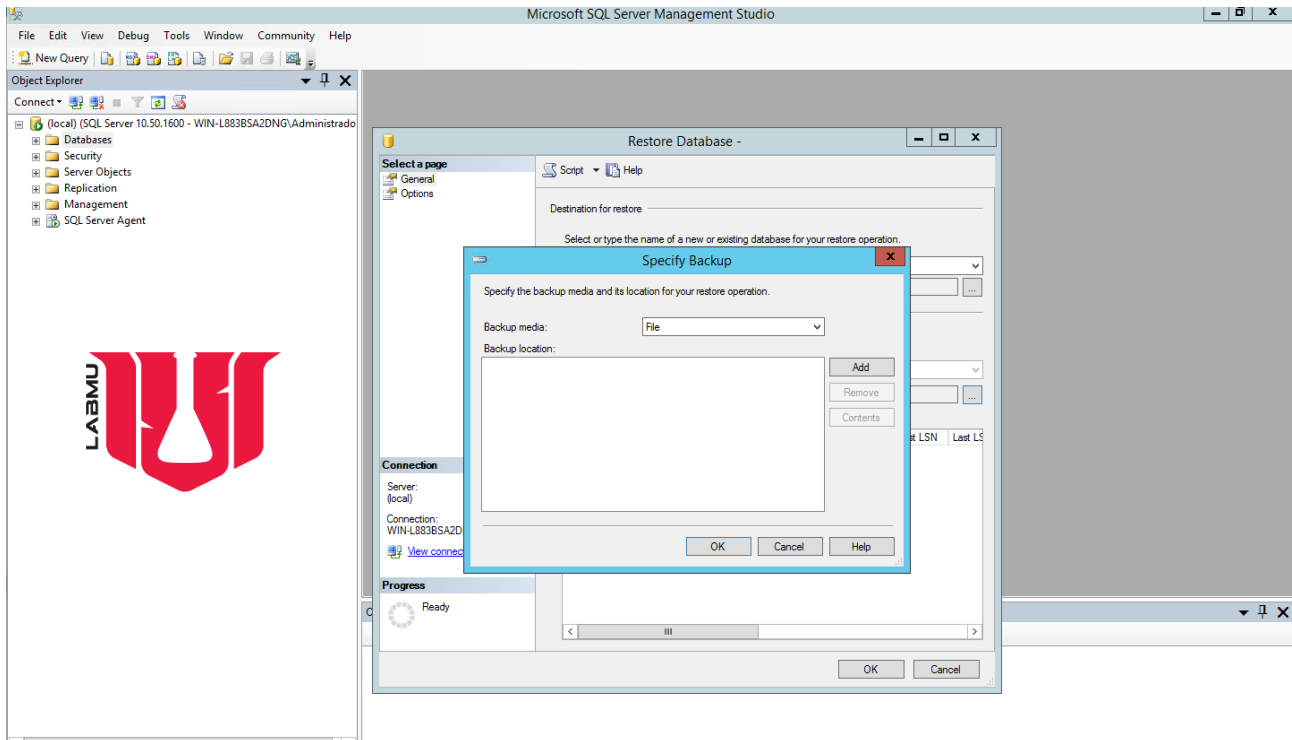 Microsoft SQL Server Management Studio
File Edit View Debug Tools Window Community Help
New Query
Object Explorer
Connect
(local) (SQL Server 10.50.1600 - WIN-L883BSA2DNG\Administrado
Databases
Security
Server Objects
Replication
Management
SQL Server Agent
LABMU
Restore Database -
Select a page
General
Options
Script Help
Destination for restore
Select or type the name of a new or existing database for your restore operation.
...
Specify Backup
Specify the backup media and its location for your restore operation.
Backup media: File
Backup location:
Add
Remove
Contents
OK Cancel Help
...
st LSN Last LS
Connection
Server:
(local)
Connection:
WIN-L883BSA2D
View connec
Progress
Ready
OK Cancel